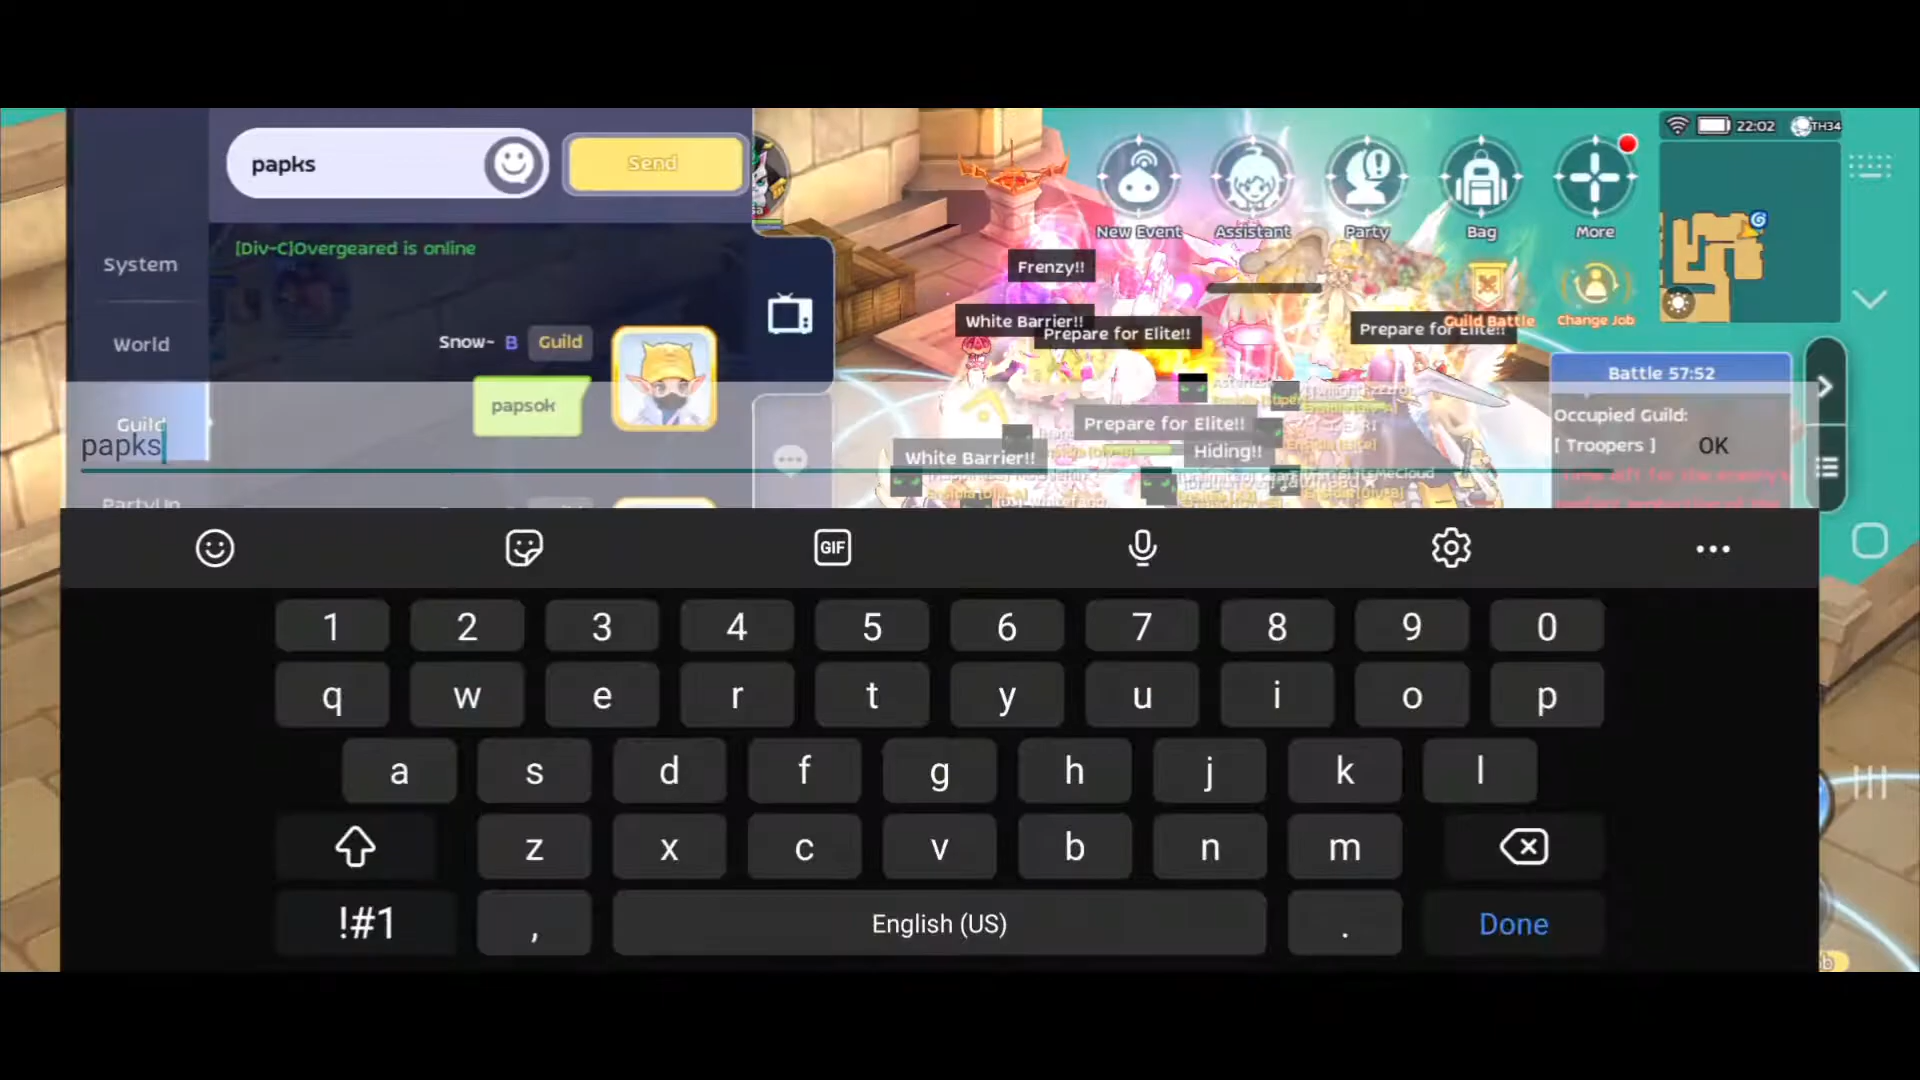 papks
Send
22:02
TH34
[Div-C]Overgeared is online
System
World
Guild
PartyUp
Snow~ B Guild
papsok
papks
New Event
Assistant
Party
Bag
More
Guild Battle
Change Job
Frenzy!!
White Barrier!!
Prepare for Elite!!
Prepare for Elite!!
Prepare for Elite!!
Hiding!!
White Barrier!!
Battle 57:52
Occupied Guild:
[ Troopers ]
OK
GIF
1 2 3 4 5 6 7 8 9 0
q w e r t y u i o p
a s d f g h j k l
z x c v b n m
!#1 , English (US) . Done